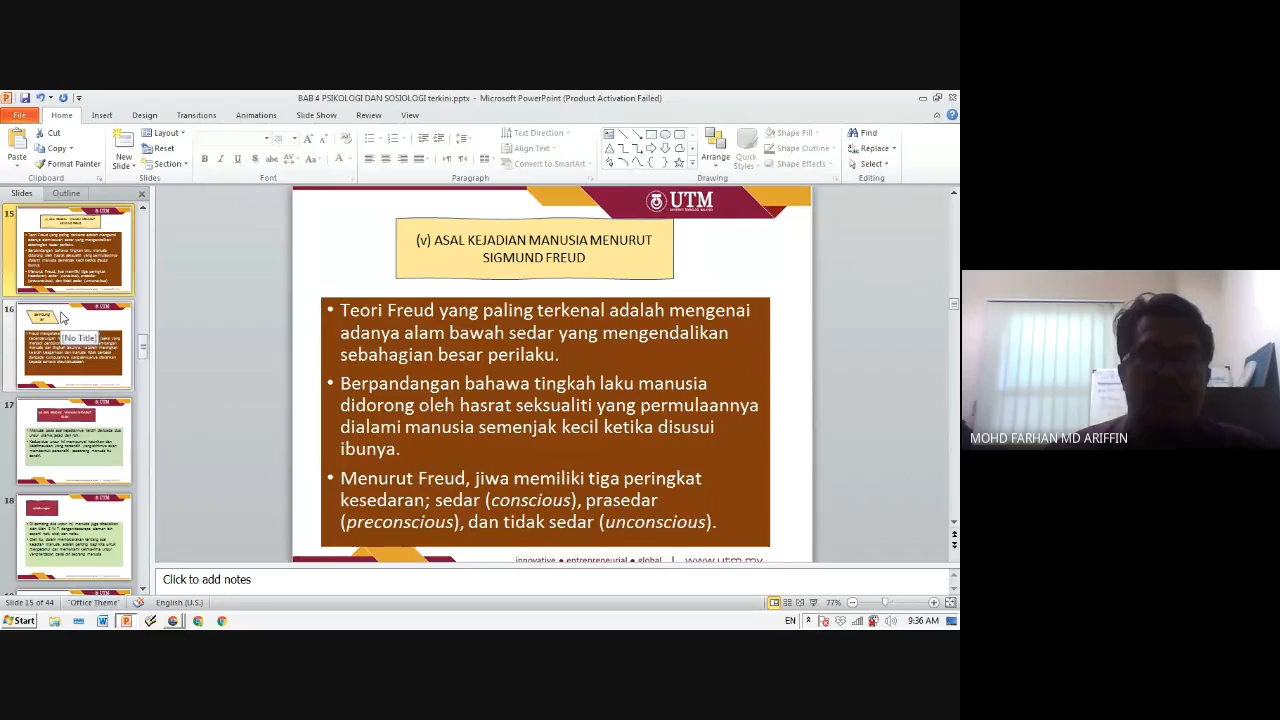 BAB 4 PSIKOLOGI DAN SOSIOLOGI terkini.pptx - Microsoft PowerPoint (Product Activation Failed)
File Home Insert Design Transitions Animations Slide Show Review View
Paste
Cut
Copy
Format Painter
Clipboard
New Slide
Layout
Reset
Section
Slides
B I U S abc AV Aa A
Font
Paragraph
Text Direction
Align Text
Convert to SmartArt
Arrange
Quick Styles
Shape Fill
Shape Outline
Shape Effects
Drawing
Find
Replace
Select
Editing
Slides Outline
15
16
[No Title]
17
18
UTM
(v) ASAL KEJADIAN MANUSIA MENURUT
SIGMUND FREUD
• Teori Freud yang paling terkenal adalah mengenai
adanya alam bawah sedar yang mengendalikan
sebahagian besar perilaku.
• Berpandangan bahawa tingkah laku manusia
didorong oleh hasrat seksualiti yang permulaannya
dialami manusia semenjak kecil ketika disusui
ibunya.
• Menurut Freud, jiwa memiliki tiga peringkat
kesedaran; sedar (conscious), prasedar
(preconscious), dan tidak sedar (unconscious).
innovative ● entrepreneurial ● global | www.utm.my
Click to add notes
Slide 15 of 44 "Office Theme" English (U.S.) 77%
Start EN 9:36 AM
MOHD FARHAN MD ARIFFIN